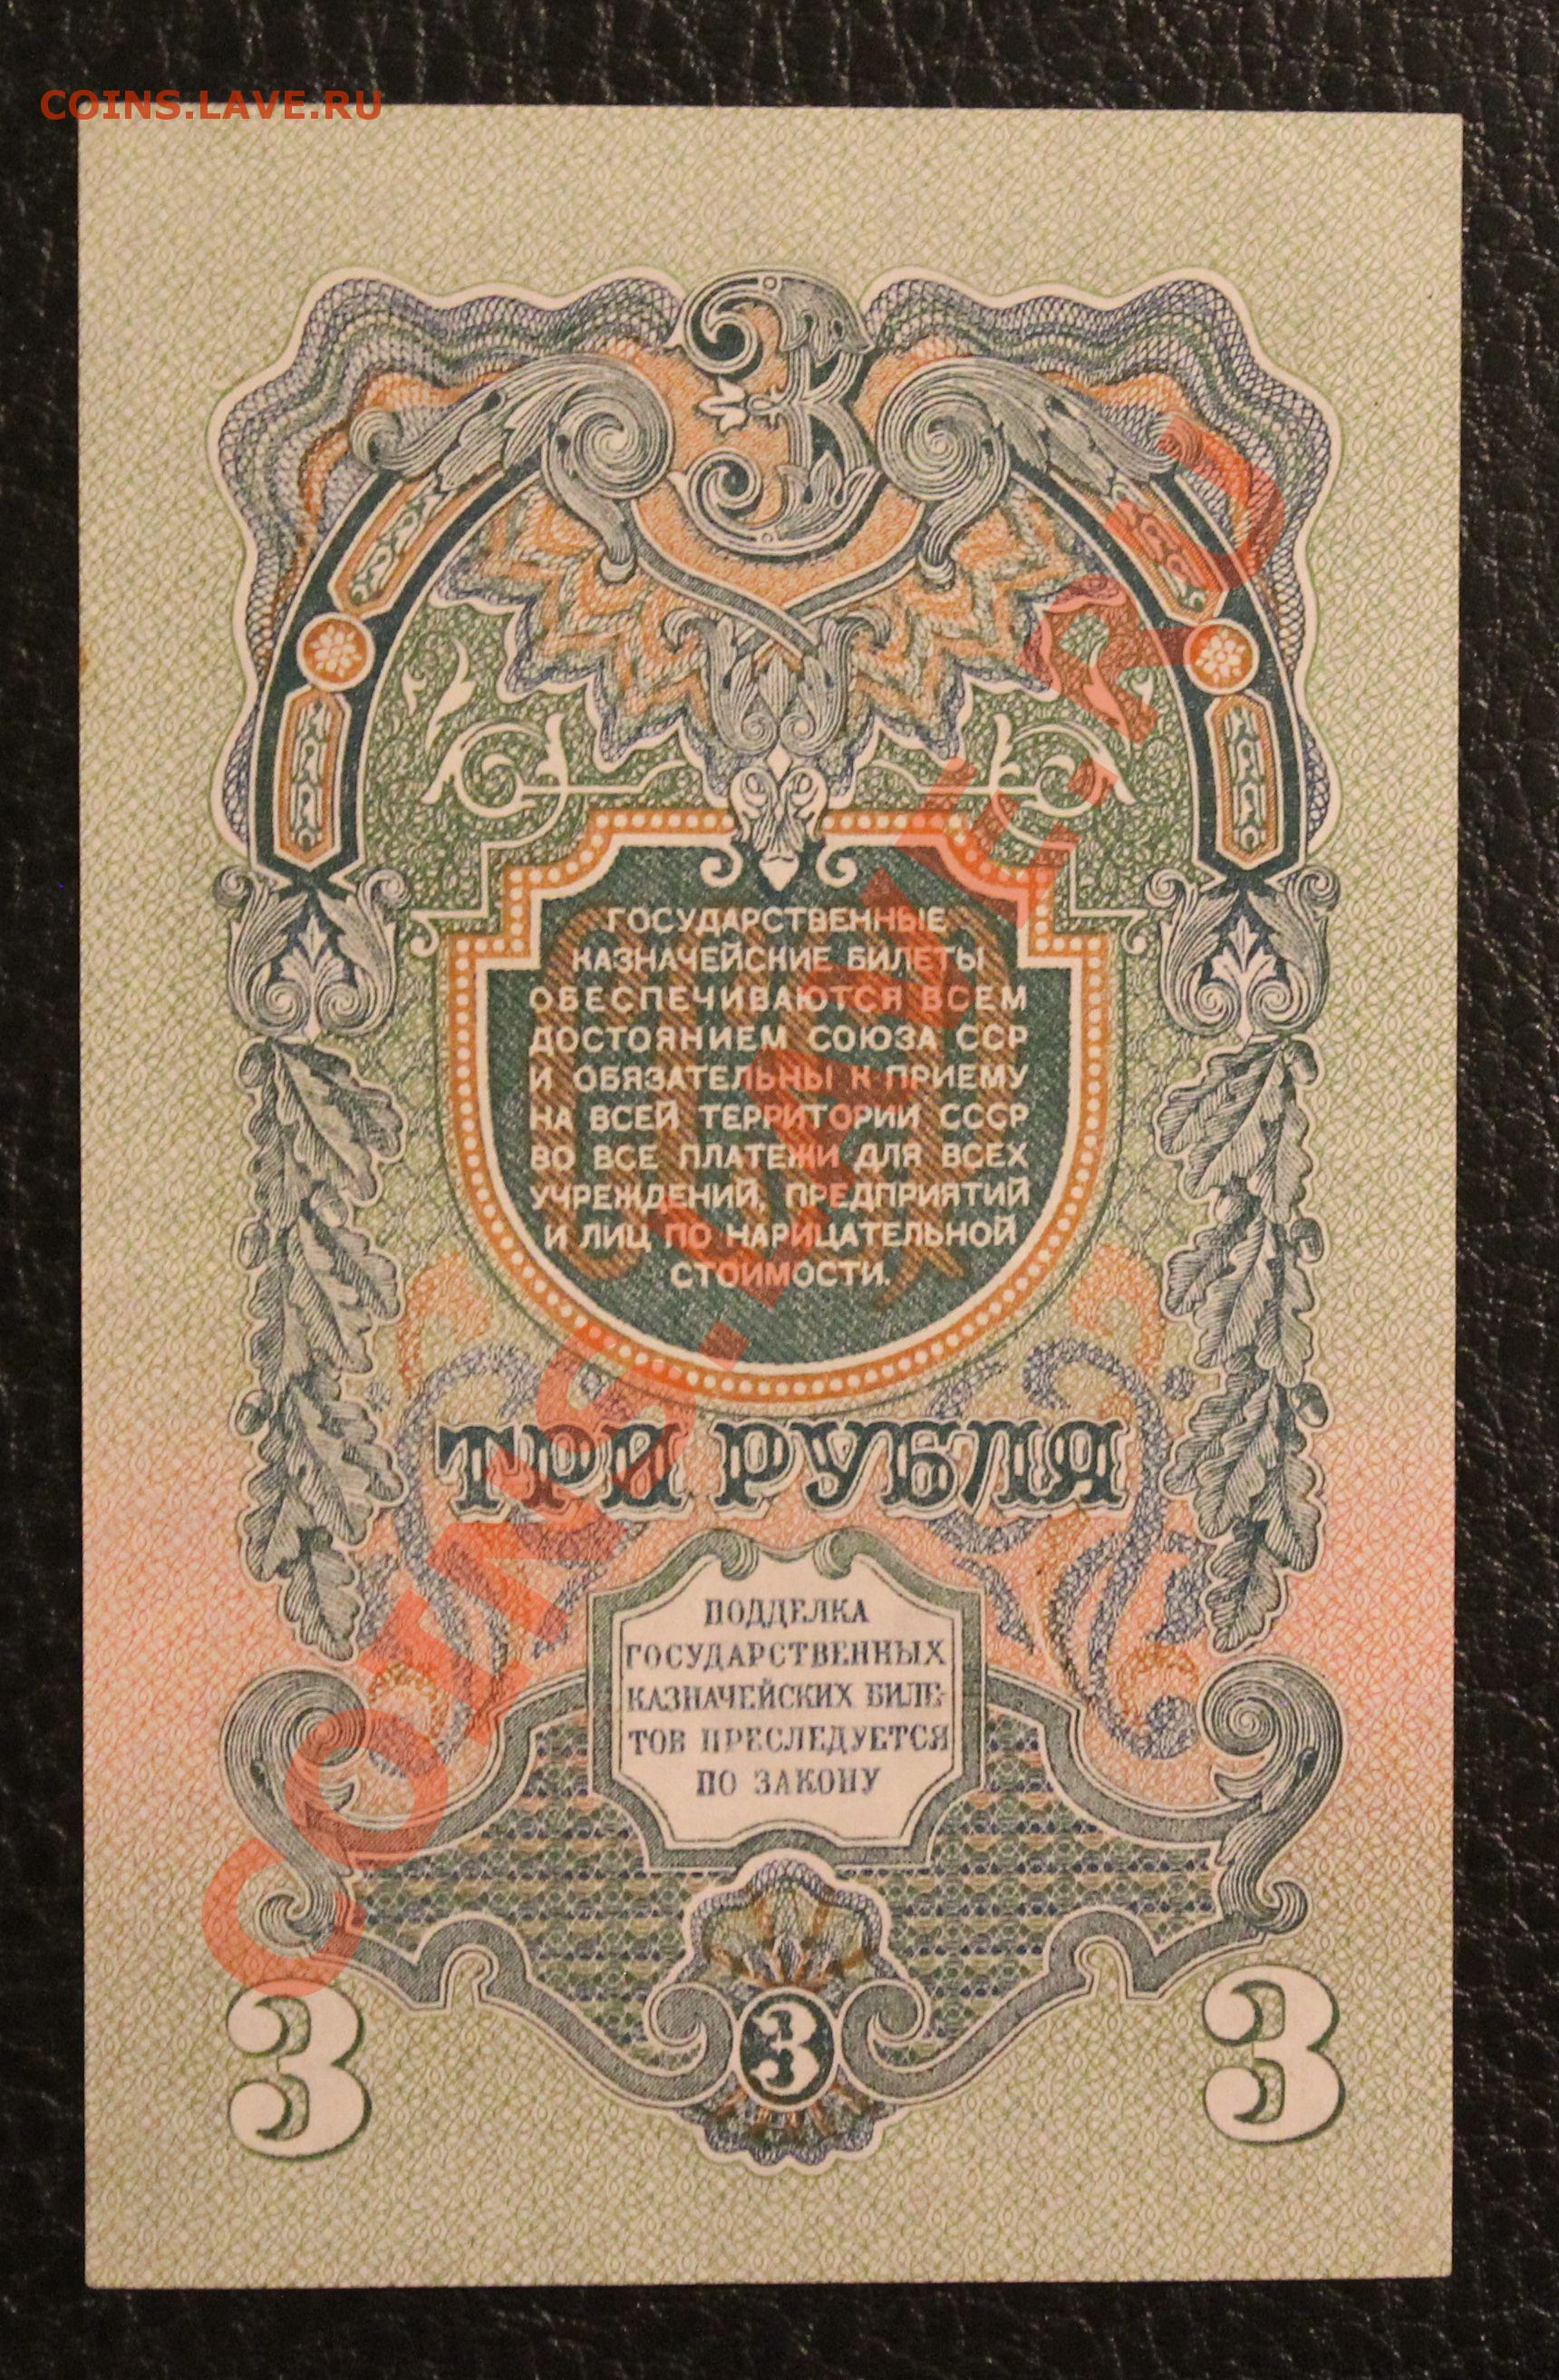 COINS.LAVE.RU
3
ГОСУДАРСТВЕННЫЕ
КАЗНАЧЕЙСКИЕ БИЛЕТЫ
ОБЕСПЕЧИВАЮТСЯ ВСЕМ
ДОСТОЯНИЕМ СОЮЗА ССР
И ОБЯЗАТЕЛЬНЫ К ПРИЕМУ
НА ВСЕЙ ТЕРРИТОРИИ СССР
ВО ВСЕ ПЛАТЕЖИ ДЛЯ ВСЕХ
УЧРЕЖДЕНИЙ, ПРЕДПРИЯТИЙ
И ЛИЦ ПО НАРИЦАТЕЛЬНОЙ
СТОИМОСТИ.
ТРИ РУБЛЯ
ПОДДЕЛКА
ГОСУДАРСТВЕННЫХ
КАЗНАЧЕЙСКИХ БИЛЕ-
ТОВ ПРЕСЛЕДУЕТСЯ
ПО ЗАКОНУ
3 3 3
COINS.LAVE.RU